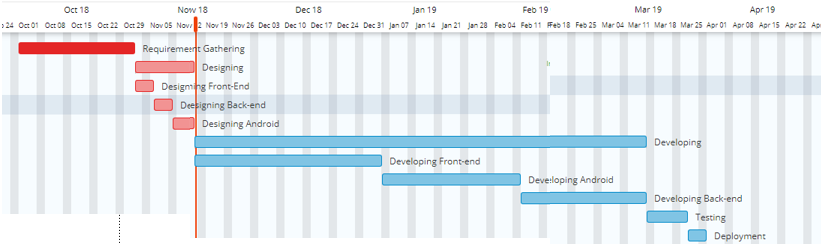 Oct 18 Nov 18 Dec 18 Jan 19 Feb 19 Mar 19 Apr 19
24 Oct 01 Oct 08 Oct 15 Oct 22 Oct 29 Nov 05 Nov 12 Nov 19 Nov 26 Dec 03 Dec 10 Dec 17 Dec 24 Dec 31 Jan 07 Jan 14 Jan 21 Jan 28 Feb 04 Feb 11 Feb 18 Feb 25 Mar 04 Mar 11 Mar 18 Mar 25 Apr 01 Apr 08 Apr 15 Apr 22 Ap
Requirement Gathering
Designing
Designing Front-End
Designing Back-end
Designing Android
Developing
Developing Front-end
Developing Android
Developing Back-end
Testing
Deployment